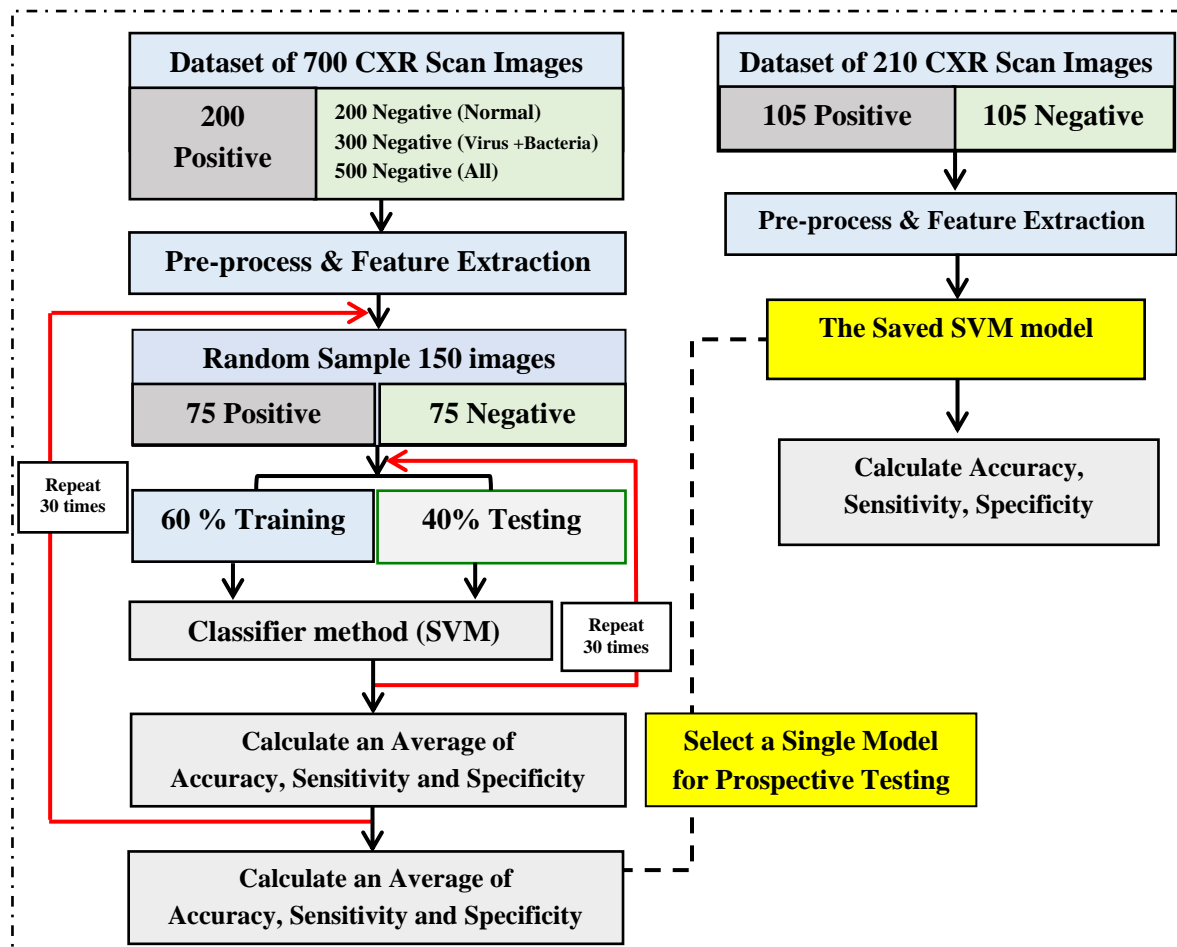 Dataset of 700 CXR Scan Images
200
Positive
200 Negative (Normal)
300 Negative (Virus +Bacteria)
500 Negative (All)
Pre-process & Feature Extraction
Random Sample 150 images
75 Positive
75 Negative
Repeat
30 times
60 % Training
40% Testing
Classifier method (SVM)
Repeat
30 times
Calculate an Average of
Accuracy, Sensitivity and Specificity
Calculate an Average of
Accuracy, Sensitivity and Specificity
Dataset of 210 CXR Scan Images
105 Positive
105 Negative
Pre-process & Feature Extraction
The Saved SVM model
Calculate Accuracy,
Sensitivity, Specificity
Select a Single Model
for Prospective Testing